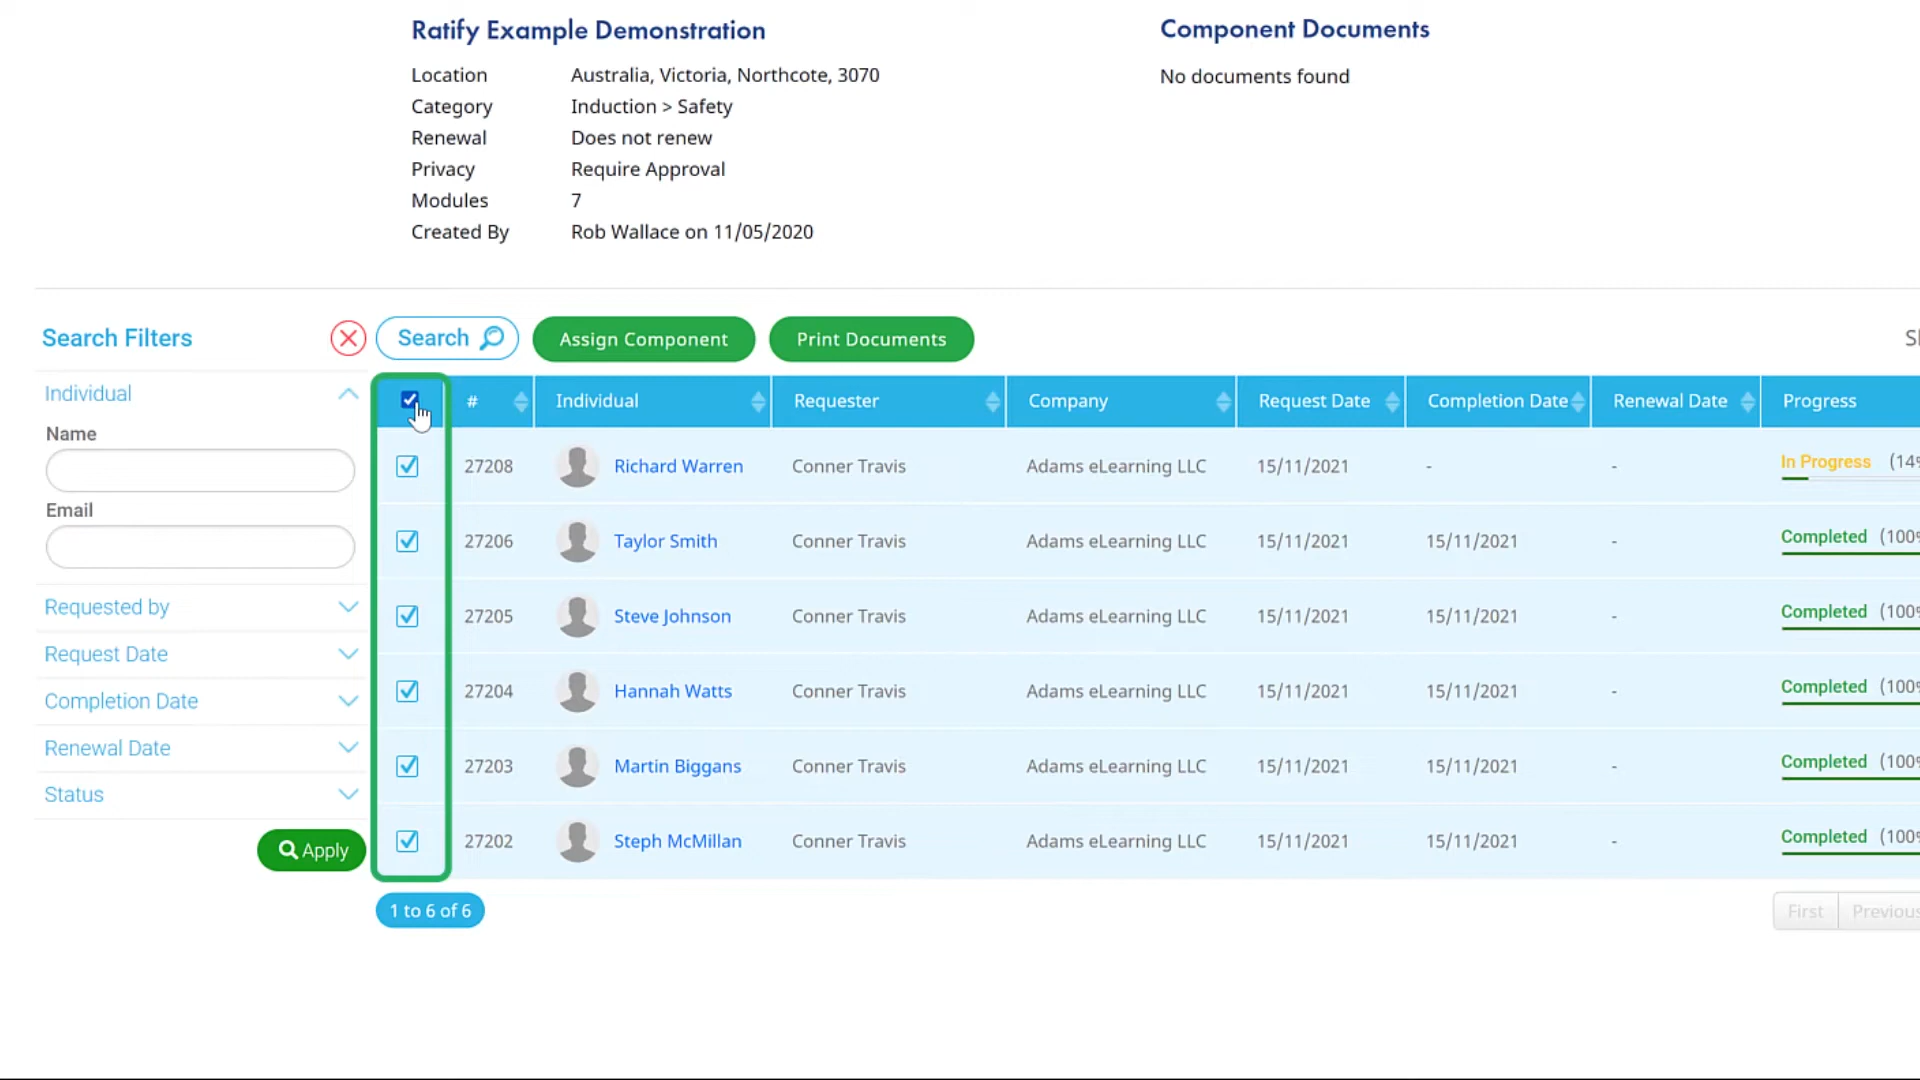 Ratify Example Demonstration
Location Australia, Victoria, Northcote, 3070
Category Induction > Safety
Renewal Does not renew
Privacy Require Approval
Modules 7
Created By Rob Wallace on 11/05/2020
Component Documents
No documents found
Search Filters
Individual
Name
Email
Requested by
Request Date
Completion Date
Renewal Date
Status
Apply
Search Assign Component Print Documents
# Individual Requester Company Request Date Completion Date Renewal Date Progress
27208 Richard Warren Conner Travis Adams eLearning LLC 15/11/2021 - - In Progress (14%
27206 Taylor Smith Conner Travis Adams eLearning LLC 15/11/2021 15/11/2021 - Completed (100%
27205 Steve Johnson Conner Travis Adams eLearning LLC 15/11/2021 15/11/2021 - Completed (100%
27204 Hannah Watts Conner Travis Adams eLearning LLC 15/11/2021 15/11/2021 - Completed (100%
27203 Martin Biggans Conner Travis Adams eLearning LLC 15/11/2021 15/11/2021 - Completed (100%
27202 Steph McMillan Conner Travis Adams eLearning LLC 15/11/2021 15/11/2021 - Completed (100%
1 to 6 of 6
First Previous